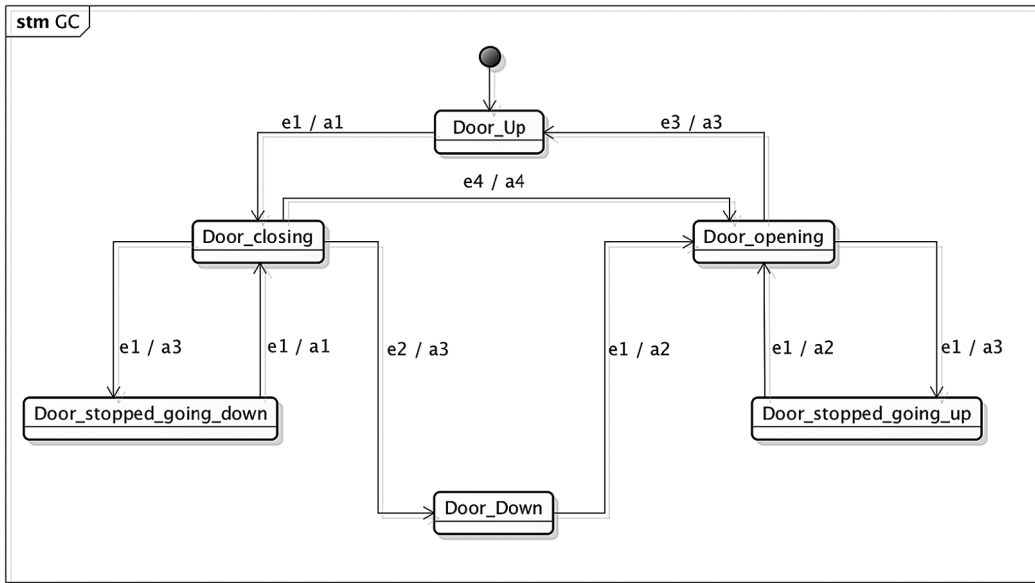 stm GC
Door_Up
e1 / a1
e3 / a3
e4 / a4
Door_closing
Door_opening
e1 / a3
e1 / a1
e2 / a3
e1 / a2
e1 / a2
e1 / a3
Door_stopped_going_down
Door_stopped_going_up
Door_Down